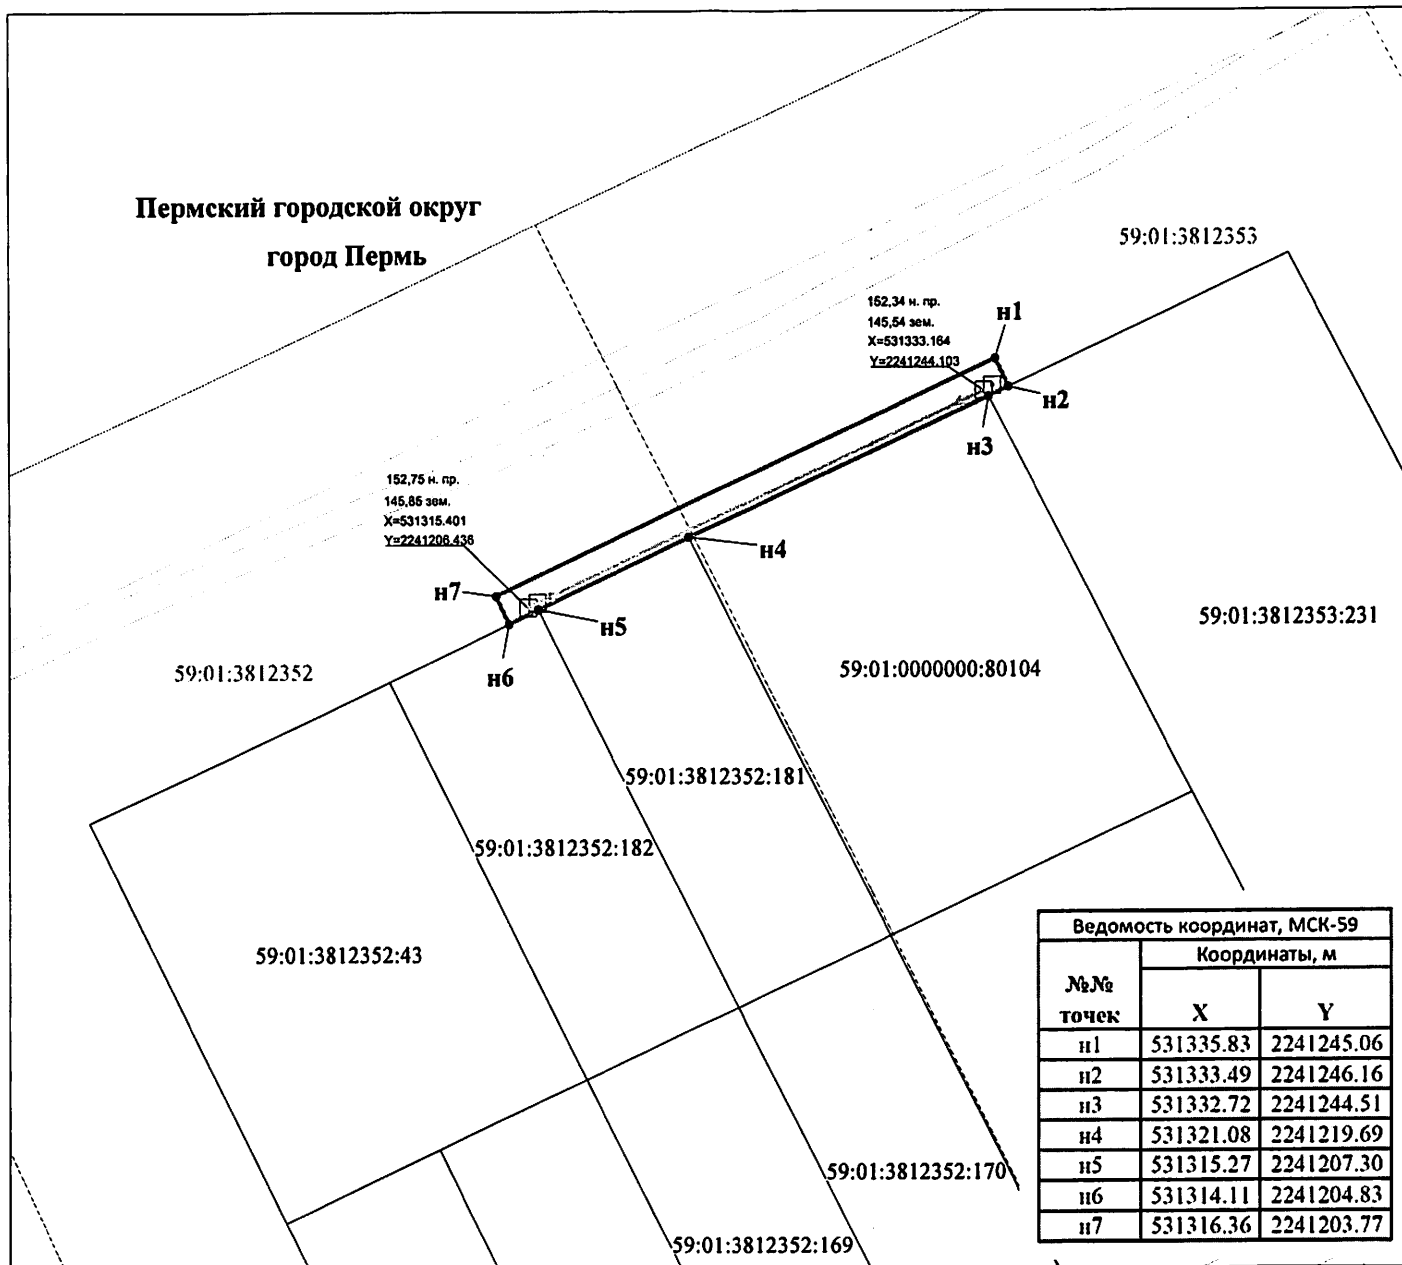 Пермский городской округ
город Пермь
59:01:3812353
152,34 н. пр.
145,54 зем.
X=531333.164
Y=2241244.103
н1
н2
н3
152,75 н. пр.
145,85 зем.
X=531315.401
Y=2241206.436
н4
н7
н5
н6
59:01:3812352
59:01:3812353:231
59:01:0000000:80104
59:01:3812352:181
59:01:3812352:182
59:01:3812352:43
59:01:3812352:170
59:01:3812352:169
Ведомость координат, МСК-59
№№ точек
Координаты, м
X Y
н1 531335.83 2241245.06
н2 531333.49 2241246.16
н3 531332.72 2241244.51
н4 531321.08 2241219.69
н5 531315.27 2241207.30
н6 531314.11 2241204.83
н7 531316.36 2241203.77